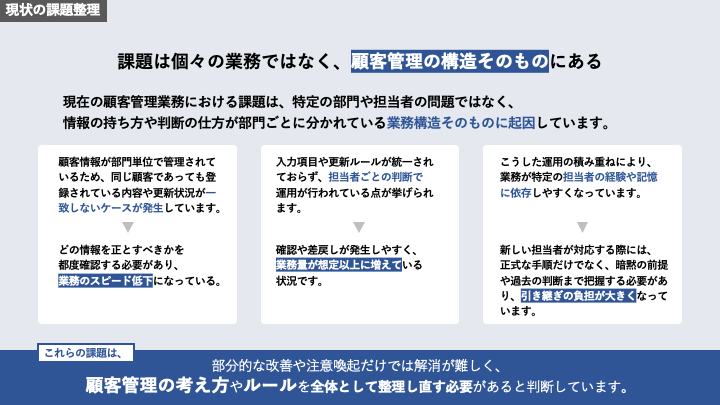 現状の課題整理
課題は個々の業務ではなく、顧客管理の構造そのものにある
現在の顧客管理業務における課題は、特定の部門や担当者の問題ではなく、
情報の持ち方や判断の仕方が部門ごとに分かれている業務構造そのものに起因しています。
顧客情報が部門単位で管理されて
いるため、同じ顧客であっても登
録されている内容や更新状況が一
致しないケースが発生しています。
どの情報を正とすべきかを
都度確認する必要があり、
業務のスピード低下になっている。
入力項目や更新ルールが統一され
ておらず、担当者ごとの判断で
運用が行われている点が挙げられ
ます。
確認や差戻しが発生しやすく、
業務量が想定以上に増えている
状況です。
こうした運用の積み重ねにより、
業務が特定の担当者の経験や記憶
に依存しやすくなっています。
新しい担当者が対応する際には、
正式な手順だけでなく、暗黙の前提
や過去の判断まで把握する必要があ
り、引き継ぎの負担が大きくなって
います。
これらの課題は、
部分的な改善や注意喚起だけでは解消が難しく、
顧客管理の考え方やルールを全体として整理し直す必要があると判断しています。